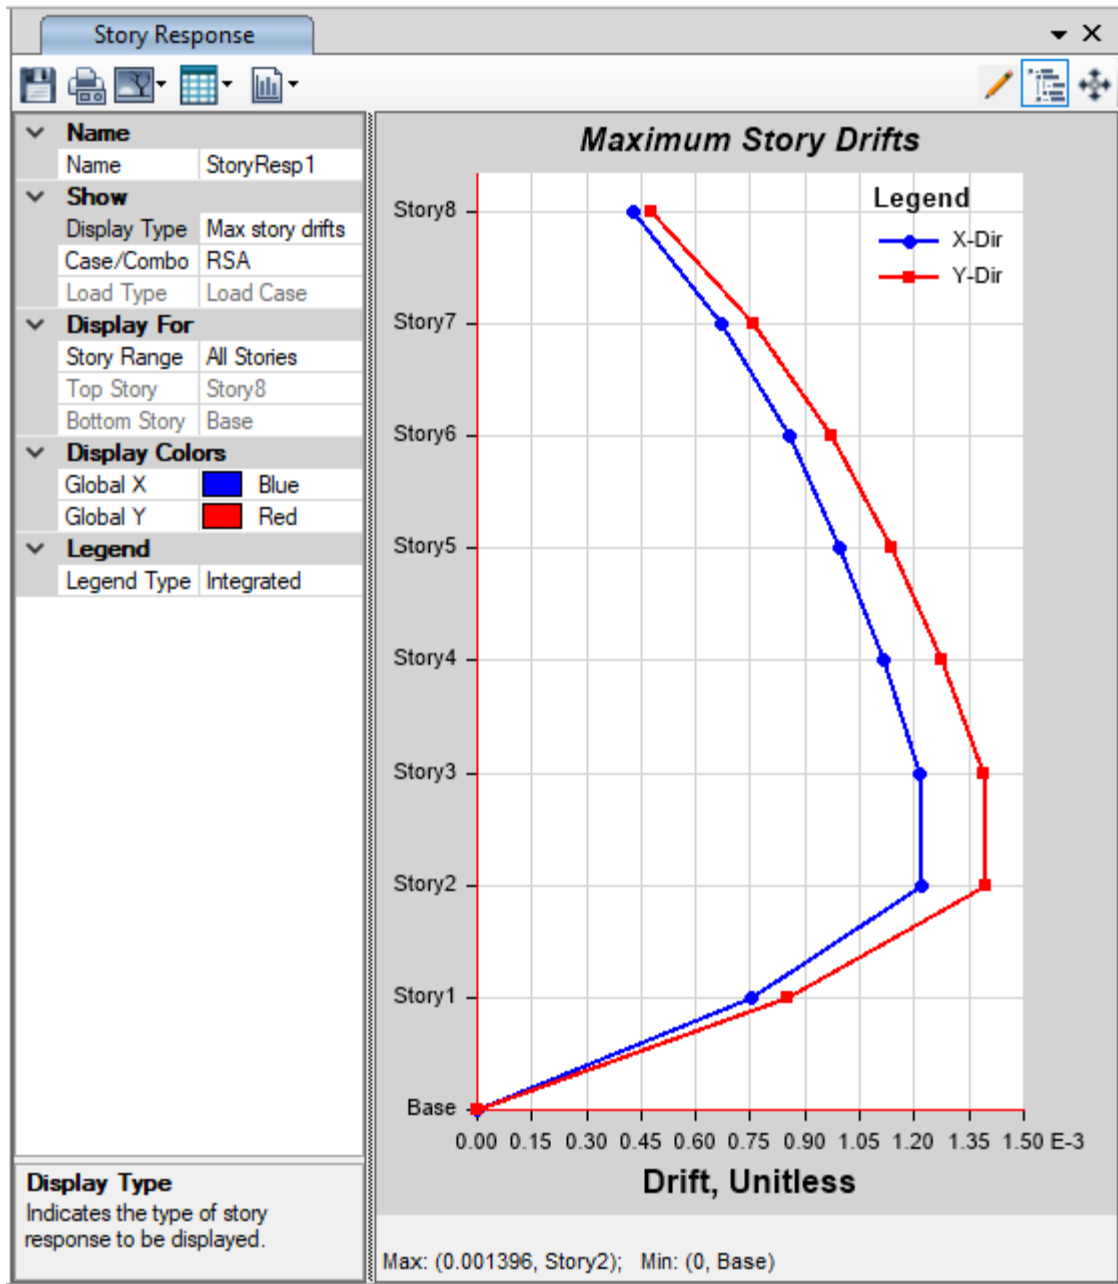 Story Response
Name
Name StoryResp1
Show
Display Type Max story drifts
Case/Combo RSA
Load Type Load Case
Display For
Story Range All Stories
Top Story Story8
Bottom Story Base
Display Colors
Global X Blue
Global Y Red
Legend
Legend Type Integrated
Display Type
Indicates the type of story
response to be displayed.
Maximum Story Drifts
Legend
X-Dir
Y-Dir
Story8
Story7
Story6
Story5
Story4
Story3
Story2
Story1
Base
0.00 0.15 0.30 0.45 0.60 0.75 0.90 1.05 1.20 1.35 1.50 E-3
Drift, Unitless
Max: (0.001396, Story2); Min: (0, Base)